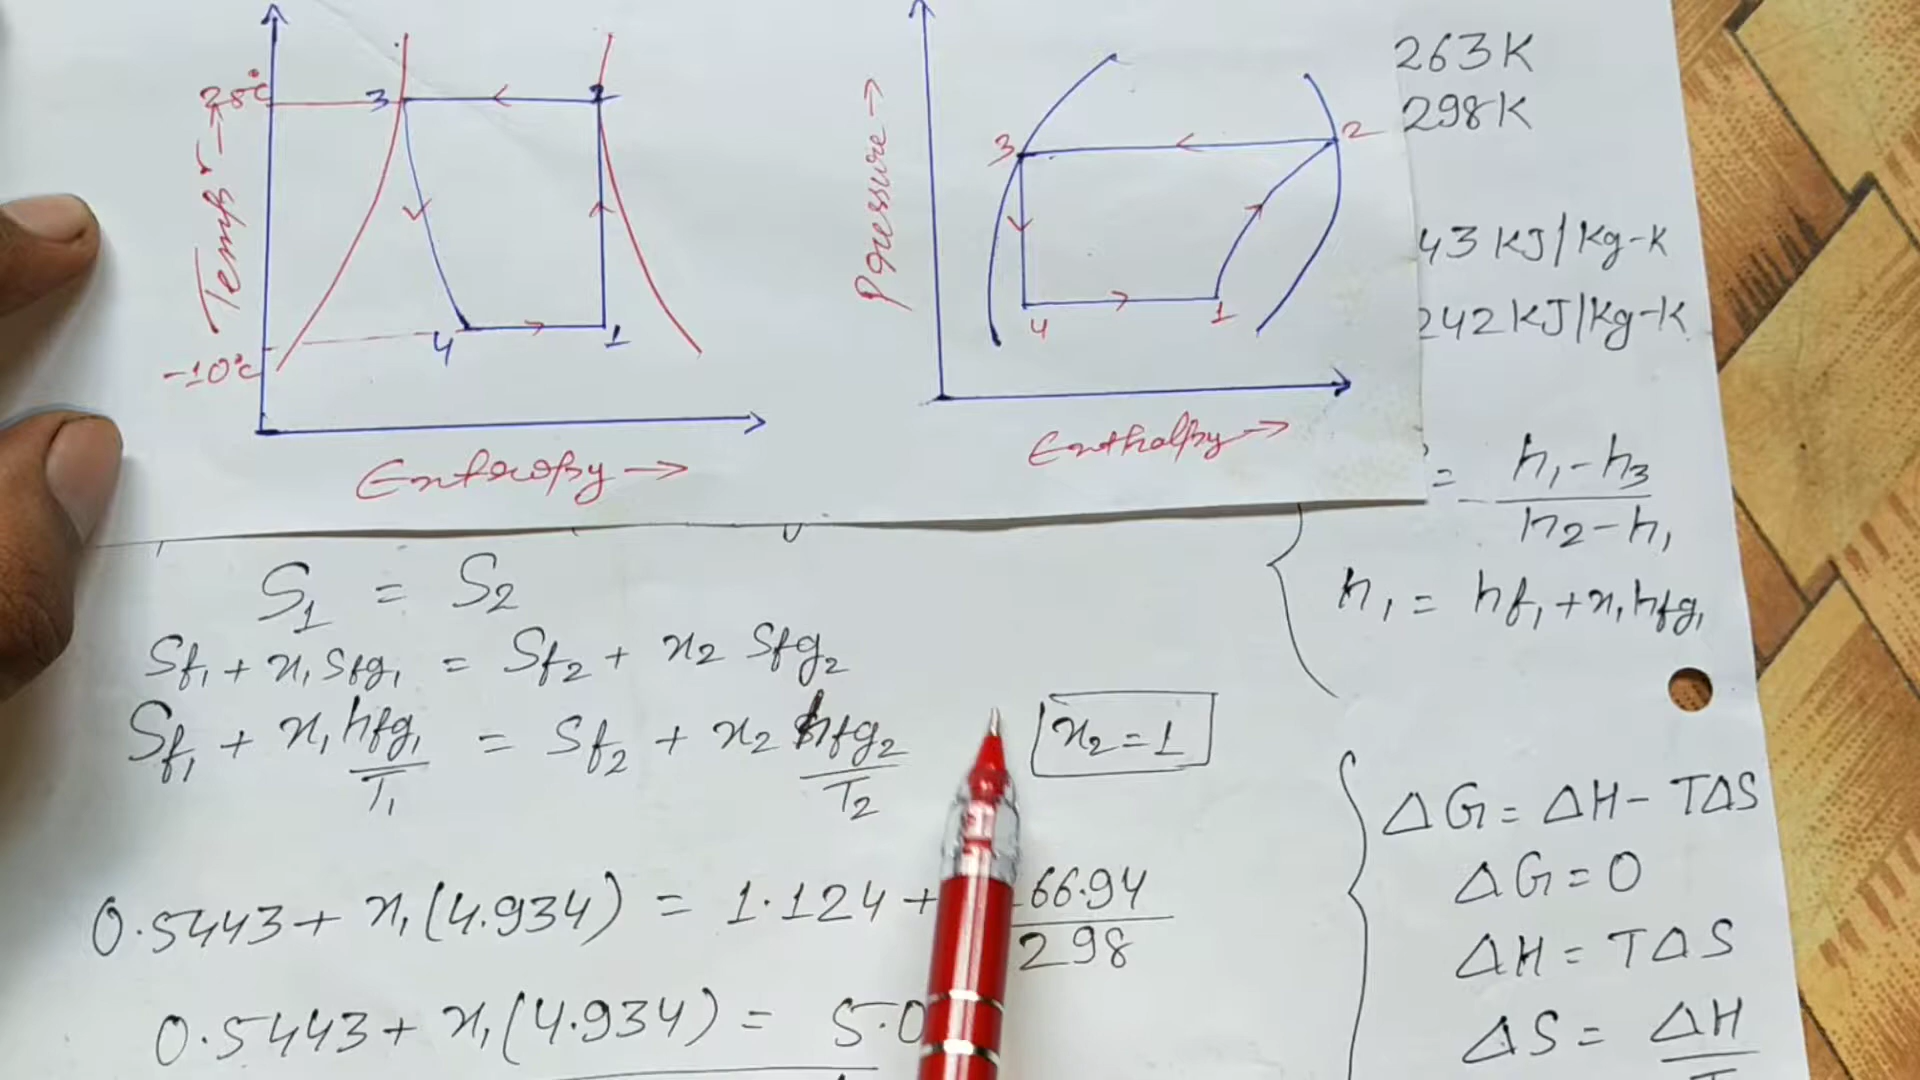 -10°C
3
2
4
1
Temp →
Entropy →
3
2
4
1
Pressure →
Enthalpy →
263K
298K
43 KJ/Kg-K
242 KJ/Kg-K
= h₁-h₃ / h₂-h₁
h₁ = hf₁ + x₁hfg₁
S₁ = S₂
Sf₁ + x₁Sfg₁ = Sf₂ + x₂ Sfg₂
Sf₁ + x₁hfg₁/T₁ = Sf₂ + x₂ hfg₂/T₂
x₂=1
0.5443 + x₁(4.934) = 1.124 + 66.94/298
0.5443 + x₁(4.934) = 5.0
ΔG = ΔH - TΔS
ΔG = 0
ΔH = TΔS
ΔS = ΔH/T